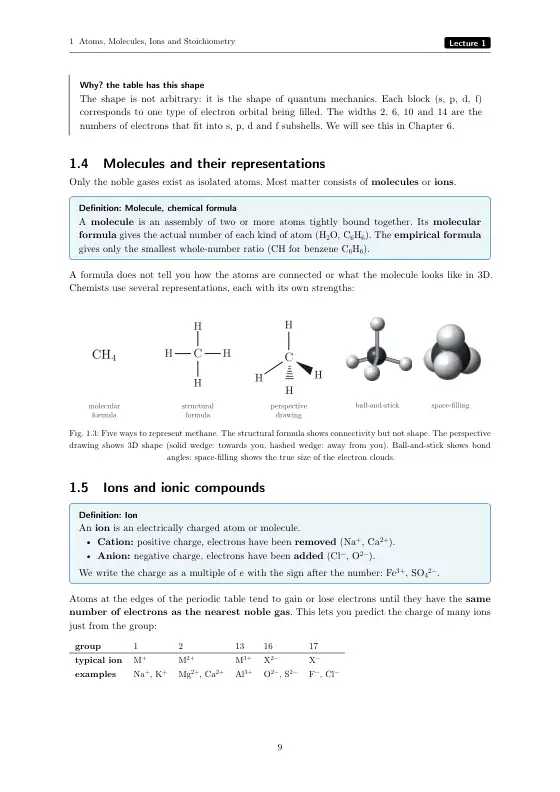 1 Atoms, Molecules, Ions and Stoichiometry
Lecture 1
Why? the table has this shape
The shape is not arbitrary: it is the shape of quantum mechanics. Each block (s, p, d, f)
corresponds to one type of electron orbital being filled. The widths 2, 6, 10 and 14 are the
numbers of electrons that fit into s, p, d and f subshells. We will see this in Chapter 6.
1.4 Molecules and their representations
Only the noble gases exist as isolated atoms. Most matter consists of molecules or ions.
Definition: Molecule, chemical formula
A molecule is an assembly of two or more atoms tightly bound together. Its molecular
formula gives the actual number of each kind of atom (H₂O, C₆H₆). The empirical formula
gives only the smallest whole-number ratio (CH for benzene C₆H₆).
A formula does not tell you how the atoms are connected or what the molecule looks like in 3D.
Chemists use several representations, each with its own strengths:
H
H
CH₄
H C H
C
H
H
H
H
molecular
formula
structural
formula
perspective
drawing
ball-and-stick
space-filling
Fig. 1.3: Five ways to represent methane. The structural formula shows connectivity but not shape. The perspective
drawing shows 3D shape (solid wedge: towards you, hashed wedge: away from you). Ball-and-stick shows bond
angles; space-filling shows the true size of the electron clouds.
1.5 Ions and ionic compounds
Definition: Ion
An ion is an electrically charged atom or molecule.
• Cation: positive charge, electrons have been removed (Na⁺, Ca²⁺).
• Anion: negative charge, electrons have been added (Cl⁻, O²⁻).
We write the charge as a multiple of e with the sign after the number: Fe³⁺, SO₄²⁻.
Atoms at the edges of the periodic table tend to gain or lose electrons until they have the same
number of electrons as the nearest noble gas. This lets you predict the charge of many ions
just from the group:
group 1 2 13 16 17
typical ion M⁺ M²⁺ M³⁺ X²⁻ X⁻
examples Na⁺, K⁺ Mg²⁺, Ca²⁺ Al³⁺ O²⁻, S²⁻ F⁻, Cl⁻
9